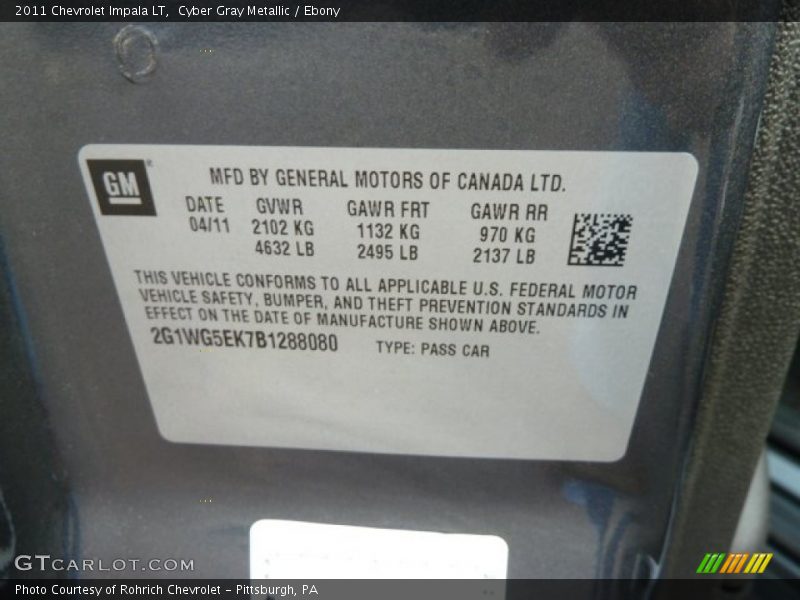 2011 Chevrolet Impala LT, Cyber Gray Metallic / Ebony
GM
MFD BY GENERAL MOTORS OF CANADA LTD.
DATE GVWR GAWR FRT GAWR RR
04/11 2102 KG 1132 KG 970 KG
4632 LB 2495 LB 2137 LB
THIS VEHICLE CONFORMS TO ALL APPLICABLE U.S. FEDERAL MOTOR
VEHICLE SAFETY, BUMPER, AND THEFT PREVENTION STANDARDS IN
EFFECT ON THE DATE OF MANUFACTURE SHOWN ABOVE.
2G1WG5EK7B1288080 TYPE: PASS CAR
GTCARLOT.COM
Photo Courtesy of Rohrich Chevrolet - Pittsburgh, PA